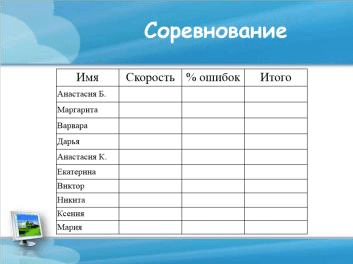 Соревнование
Имя Скорость % ошибок Итого
Анастасия Б.
Маргарита
Варвара
Дарья
Анастасия К.
Екатерина
Виктор
Никита
Ксения
Мария